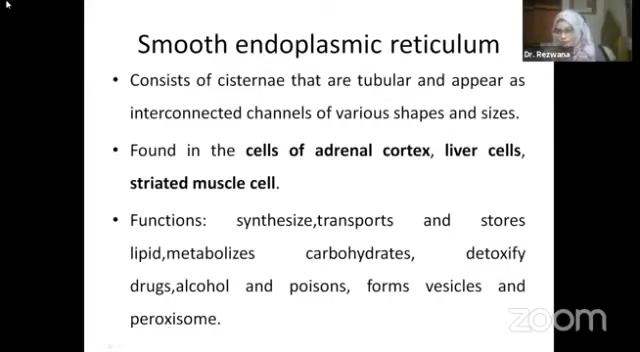 Smooth endoplasmic reticulum
Dr. Rezwana
• Consists of cisternae that are tubular and appear as
interconnected channels of various shapes and sizes.
• Found in the cells of adrenal cortex, liver cells,
striated muscle cell.
• Functions: synthesize,transports and stores
lipid,metabolizes carbohydrates, detoxify
drugs,alcohol and poisons, forms vesicles and
peroxisome.
zoom